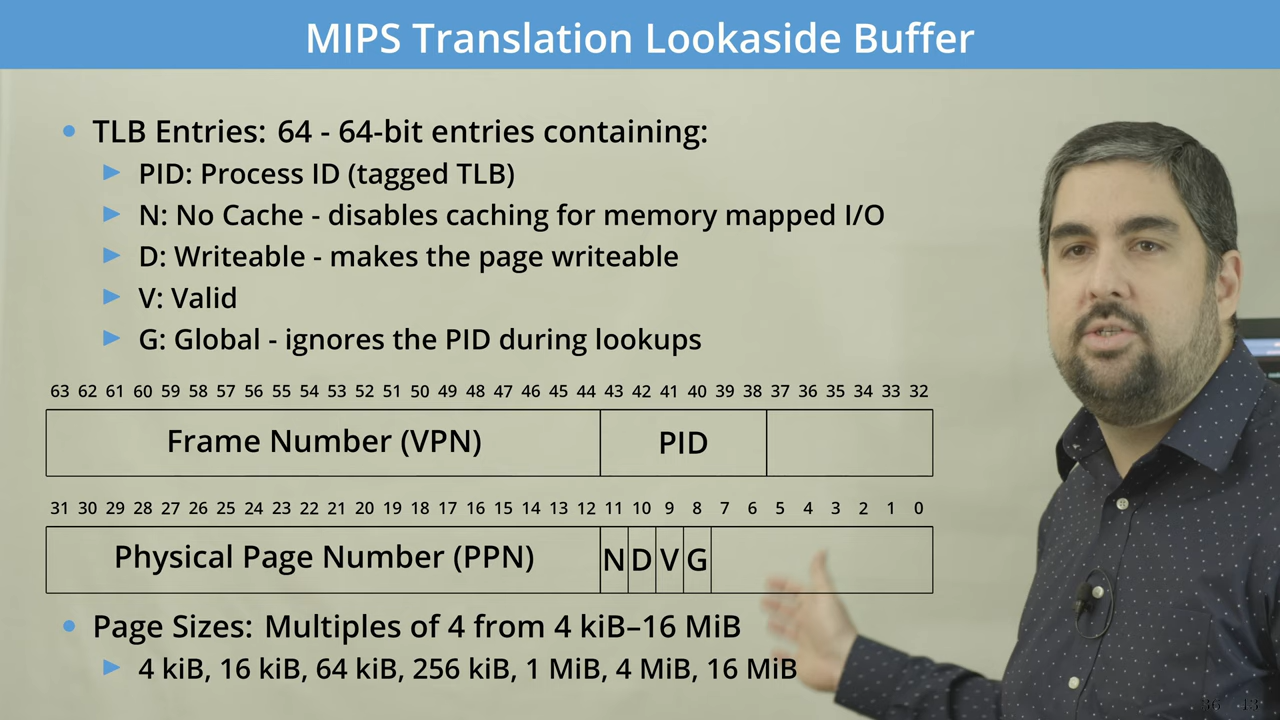 MIPS Translation Lookaside Buffer
TLB Entries: 64 - 64-bit entries containing:
PID: Process ID (tagged TLB)
N: No Cache - disables caching for memory mapped I/O
D: Writeable - makes the page writeable
V: Valid
G: Global - ignores the PID during lookups
63 62 61 60 59 58 57 56 55 54 53 52 51 50 49 48 47 46 45 44 43 42 41 40 39 38 37 36 35 34 33 32
Frame Number (VPN) PID
31 30 29 28 27 26 25 24 23 22 21 20 19 18 17 16 15 14 13 12 11 10 9 8 7 6 5 4 3 2 1 0
Physical Page Number (PPN) N D V G
Page Sizes: Multiples of 4 from 4 kiB–16 MiB
4 kiB, 16 kiB, 64 kiB, 256 kiB, 1 MiB, 4 MiB, 16 MiB